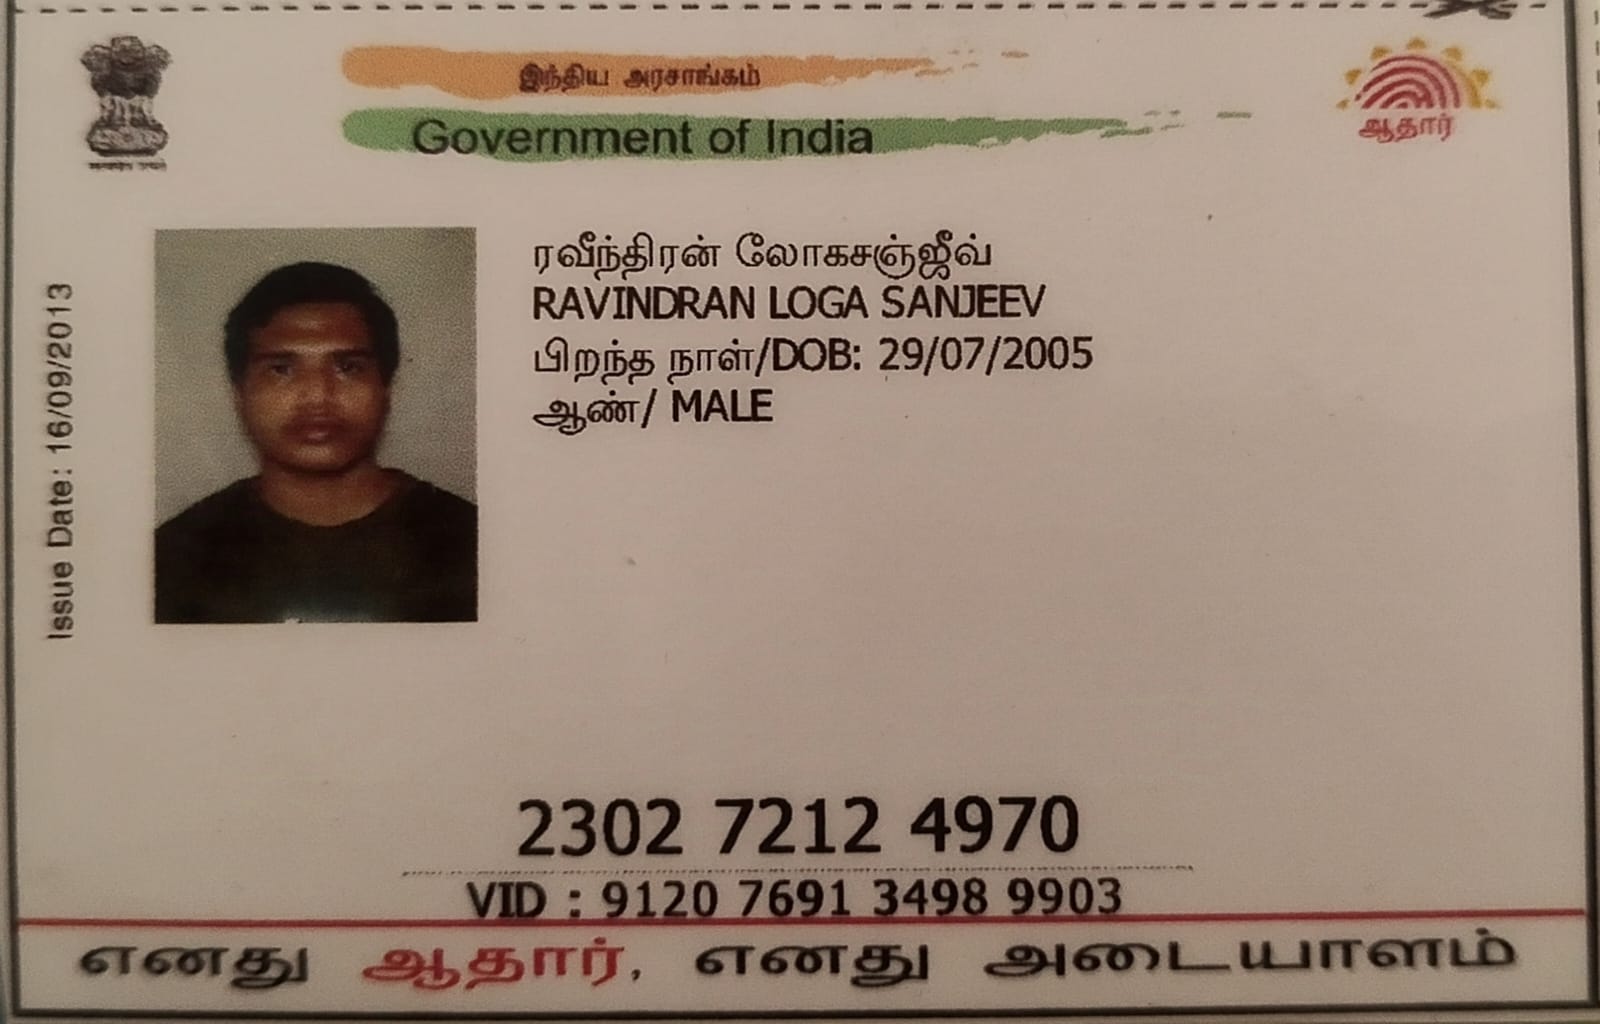 இந்திய அரசாங்கம்
Government of India
ஆதார்
Issue Date: 16/09/2013
ரவீந்திரன் லோகசஞ்ஜீவ்
RAVINDRAN LOGA SANJEEV
பிறந்த நாள்/DOB: 29/07/2005
ஆண்/ MALE
2302 7212 4970
VID : 9120 7691 3498 9903
எனது ஆதார், எனது அடையாளம்